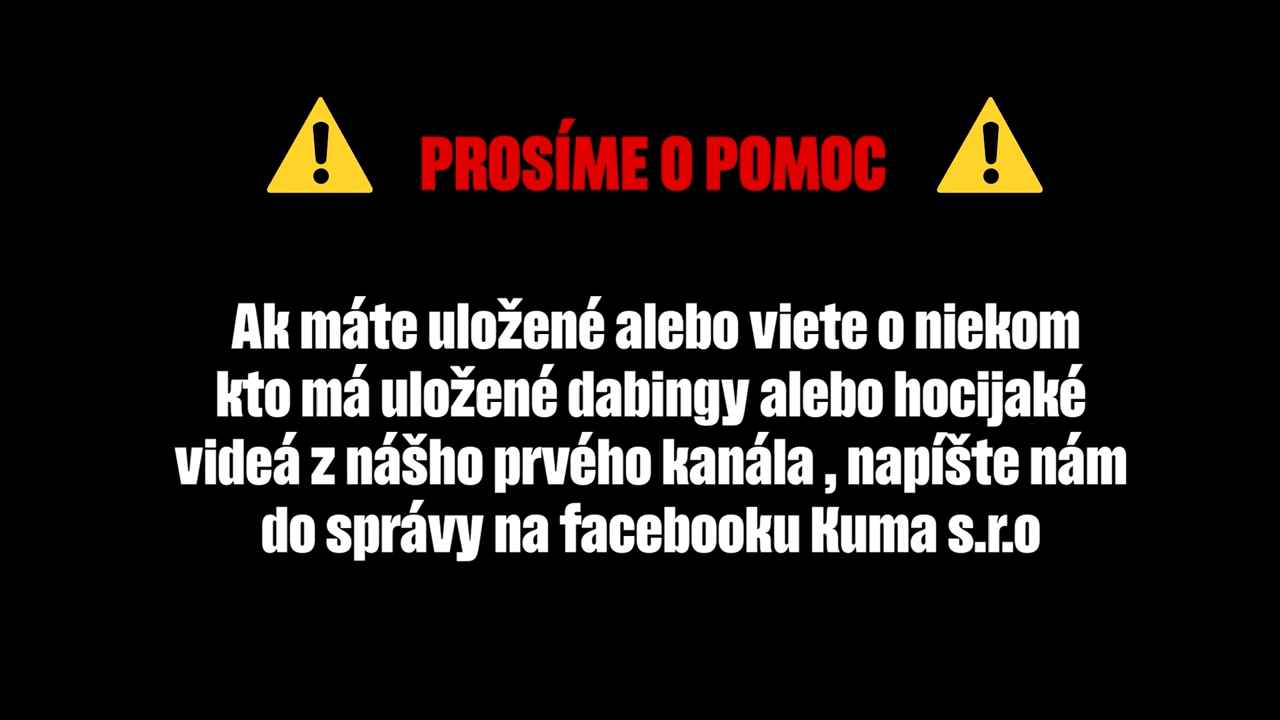 PROSÍME O POMOC
Ak máte uložené alebo viete o niekom
kto má uložené dabingy alebo hocijaké
videá z nášho prvého kanála , napíšte nám
do správy na facebooku Kuma s.r.o